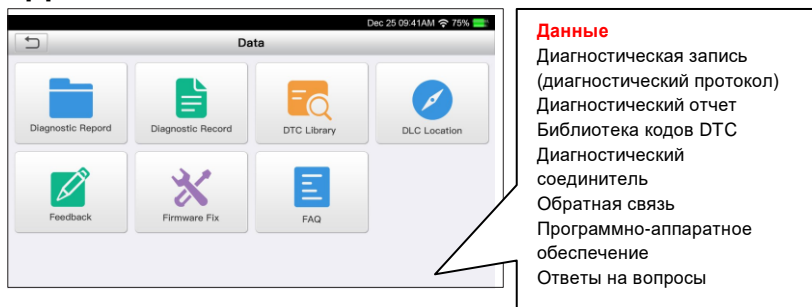 Dec 25 09:41AM 75%
Data
Diagnostic Repord
Diagnostic Record
DTC Library
DLC Location
Feedback
Firmware Fix
FAQ
Данные
Диагностическая запись
(диагностический протокол)
Диагностический отчет
Библиотека кодов DTC
Диагностический
соединитель
Обратная связь
Программно-аппаратное
обеспечение
Ответы на вопросы